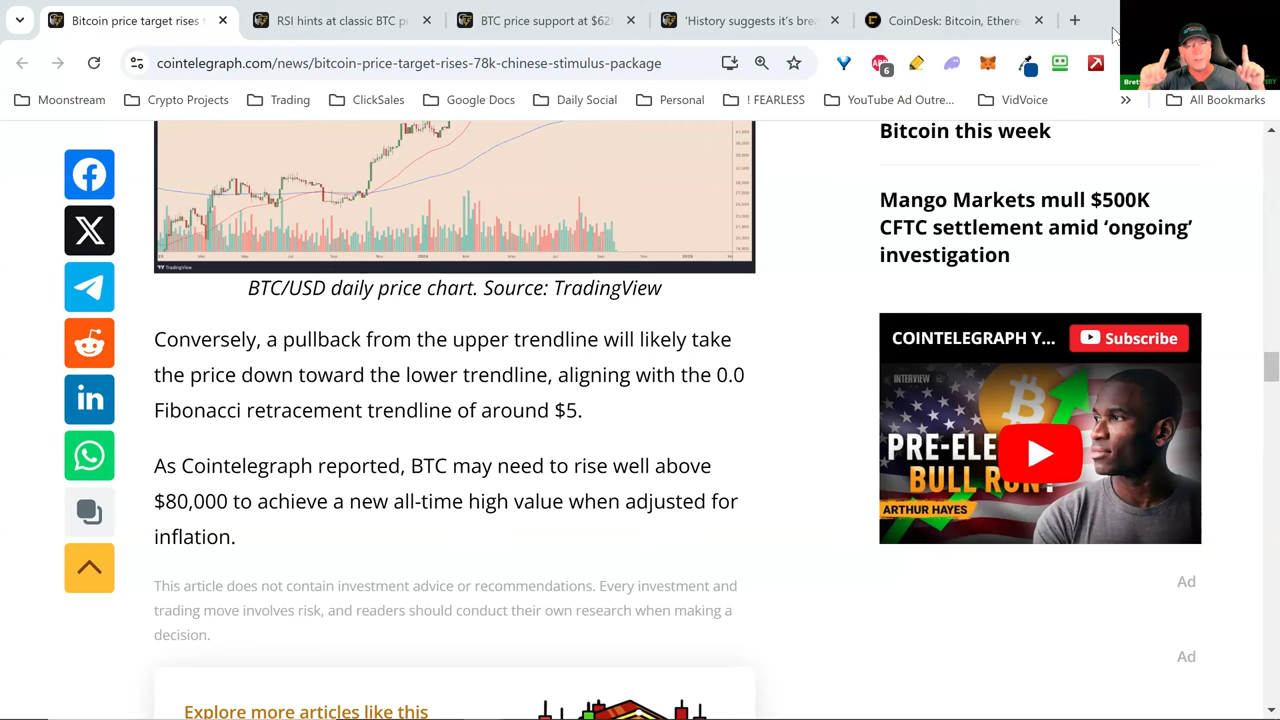 Bitcoin price target rises t
RSI hints at classic BTC p
BTC price support at $62
'History suggests it's brea
CoinDesk: Bitcoin, Ethere
cointelegraph.com/news/bitcoin-price-target-rises-78k-chinese-stimulus-package
ABP
6
Moonstream
Crypto Projects
Trading
ClickSales
Google Docs
Daily Social
Personal
! FEARLESS
YouTube Ad Outre...
VidVoice
All Bookmarks
Bitcoin this week
Mango Markets mull $500K
CFTC settlement amid ‘ongoing’
investigation
TradingView
BTC/USD daily price chart. Source: TradingView
Conversely, a pullback from the upper trendline will likely take
the price down toward the lower trendline, aligning with the 0.0
Fibonacci retracement trendline of around $5.
As Cointelegraph reported, BTC may need to rise well above
$80,000 to achieve a new all-time high value when adjusted for
inflation.
This article does not contain investment advice or recommendations. Every investment and
trading move involves risk, and readers should conduct their own research when making a
decision.
Explore more articles like this
COINTELEGRAPH Y...
Subscribe
INTERVIEW
PRE-ELE
BULL RUN?
ARTHUR HAYES
Ad
Ad